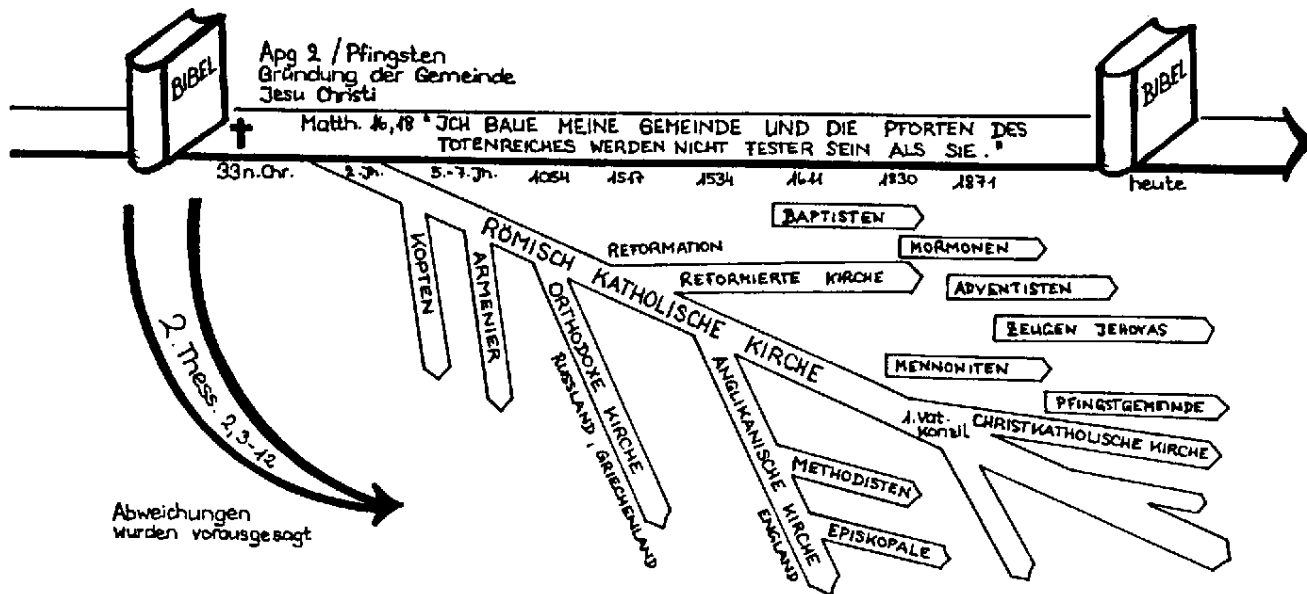 BIBEL
Apg 2 / Pfingsten
Gründung der Gemeinde
Jesu Christi
BIBEL
Matth. 16,18 "ICH BAUE MEINE GEMEINDE UND DIE PFORTEN DES
TOTENREICHES WERDEN NICHT TESTER SEIN ALS SIE."
33 n. Chr.
2. Jh.
5.-7. Jh.
1054
1517
1534
1611
1830
1871
heute
BAPTISTEN
MORMONEN
ADVENTISTEN
ZEUGEN JEHOVAS
MENNONITEN
PFINGSTGEMEINDE
REFORMATION
REFORMIERTE KIRCHE
RÖMISCH KATHOLISCHE KIRCHE
KOPTEN
ARMENIER
ORTHODOXE KIRCHE
RUSSLAND, GRIECHENLAND
ANGLIKANISCHE KIRCHE
ENGLAND
METHODISTEN
EPISKOPALE
1. Vat.
Konzil
CHRISTKATHOLISCHE KIRCHE
2. Thess. 2, 3-12
Abweichungen
wurden vorausgesagt